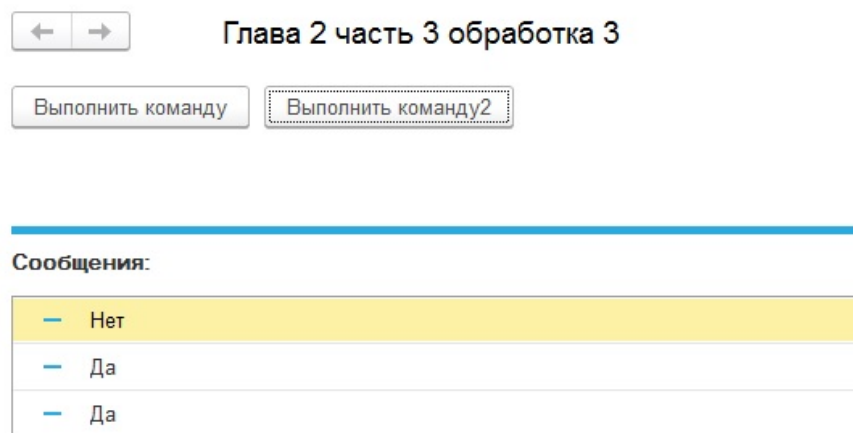 Глава 2 часть 3 обработка 3
Выполнить команду Выполнить команду2
Сообщения:
Нет
Да
Да